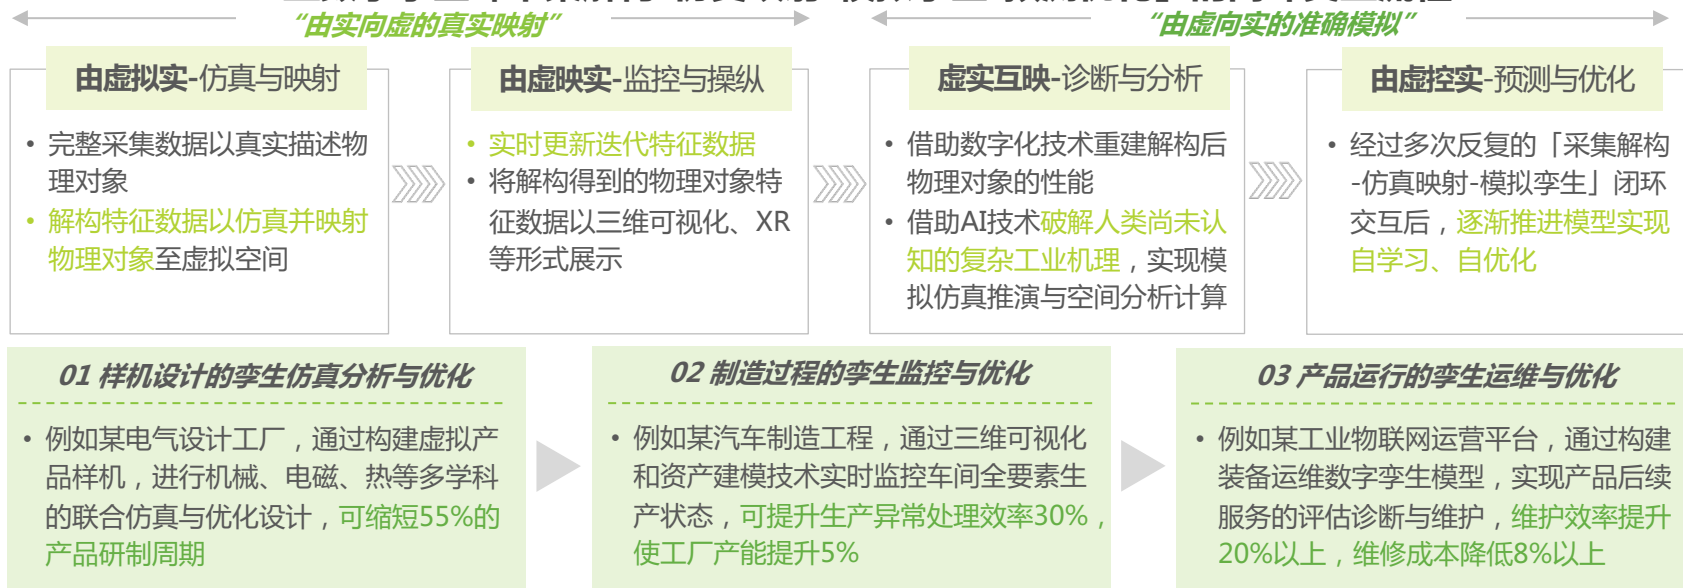 “由实向虚的真实映射”
“由虚向实的准确模拟”
由虚拟实-仿真与映射
• 完整采集数据以真实描述物
理对象
• 解构特征数据以仿真并映射
物理对象至虚拟空间
由虚映实-监控与操纵
• 实时更新迭代特征数据
• 将解构得到的物理对象特
征数据以三维可视化、XR
等形式展示
虚实互映-诊断与分析
• 借助数字化技术重建解构后
物理对象的性能
• 借助AI技术破解人类尚未认
知的复杂工业机理，实现模
拟仿真推演与空间分析计算
由虚控实-预测与优化
• 经过多次反复的「采集解构
-仿真映射-模拟孪生」闭环
交互后，逐渐推进模型实现
自学习、自优化
01 样机设计的孪生仿真分析与优化
• 例如某电气设计工厂，通过构建虚拟产
品样机，进行机械、电磁、热等多学科
的联合仿真与优化设计，可缩短55%的
产品研制周期
02 制造过程的孪生监控与优化
• 例如某汽车制造工程，通过三维可视化
和资产建模技术实时监控车间全要素生
产状态，可提升生产异常处理效率30%，
使工厂产能提升5%
03 产品运行的孪生运维与优化
• 例如某工业物联网运营平台，通过构建
装备运维数字孪生模型，实现产品后续
服务的评估诊断与维护，维护效率提升
20%以上，维修成本降低8%以上